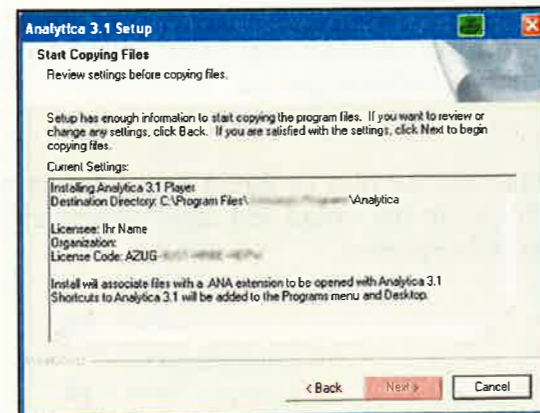 Analytica 3.1 Setup
Start Copying Files
Review settings before copying files.
Setup has enough information to start copying the program files. If you want to review or
change any settings, click Back. If you are satisfied with the settings, click Next to begin
copying files.
Current Settings:
Installing Analytica 3.1 Player
Destination Directory: C:\Program Files\ \Analytica
Licensee: Ihr Name
Organization:
License Code: AZUG-
Install will associate files with a .ANA extension to be opened with Analytica 3.1
Shortcuts to Analytica 3.1 will be added to the Programs menu and Desktop.
< Back Next > Cancel